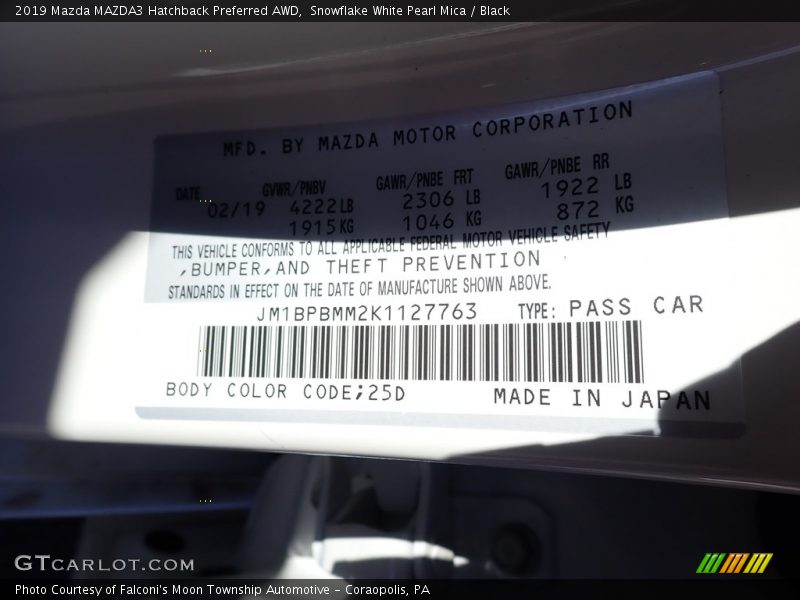 2019 Mazda MAZDA3 Hatchback Preferred AWD,  Snowflake White Pearl Mica / Black
MFD. BY MAZDA MOTOR CORPORATION
DATE GVWR/PNBV GAWR/PNBE FRT GAWR/PNBE RR
02/19 4222LB 2306 LB 1922 LB
1915KG 1046 KG 872 KG
THIS VEHICLE CONFORMS TO ALL APPLICABLE FEDERAL MOTOR VEHICLE SAFETY
,BUMPER,AND THEFT PREVENTION
STANDARDS IN EFFECT ON THE DATE OF MANUFACTURE SHOWN ABOVE.
JM1BPBMM2K1127763 TYPE: PASS CAR
BODY COLOR CODE;25D MADE IN JAPAN
GTCARLOT.COM
Photo Courtesy of Falconi's Moon Township Automotive - Coraopolis, PA